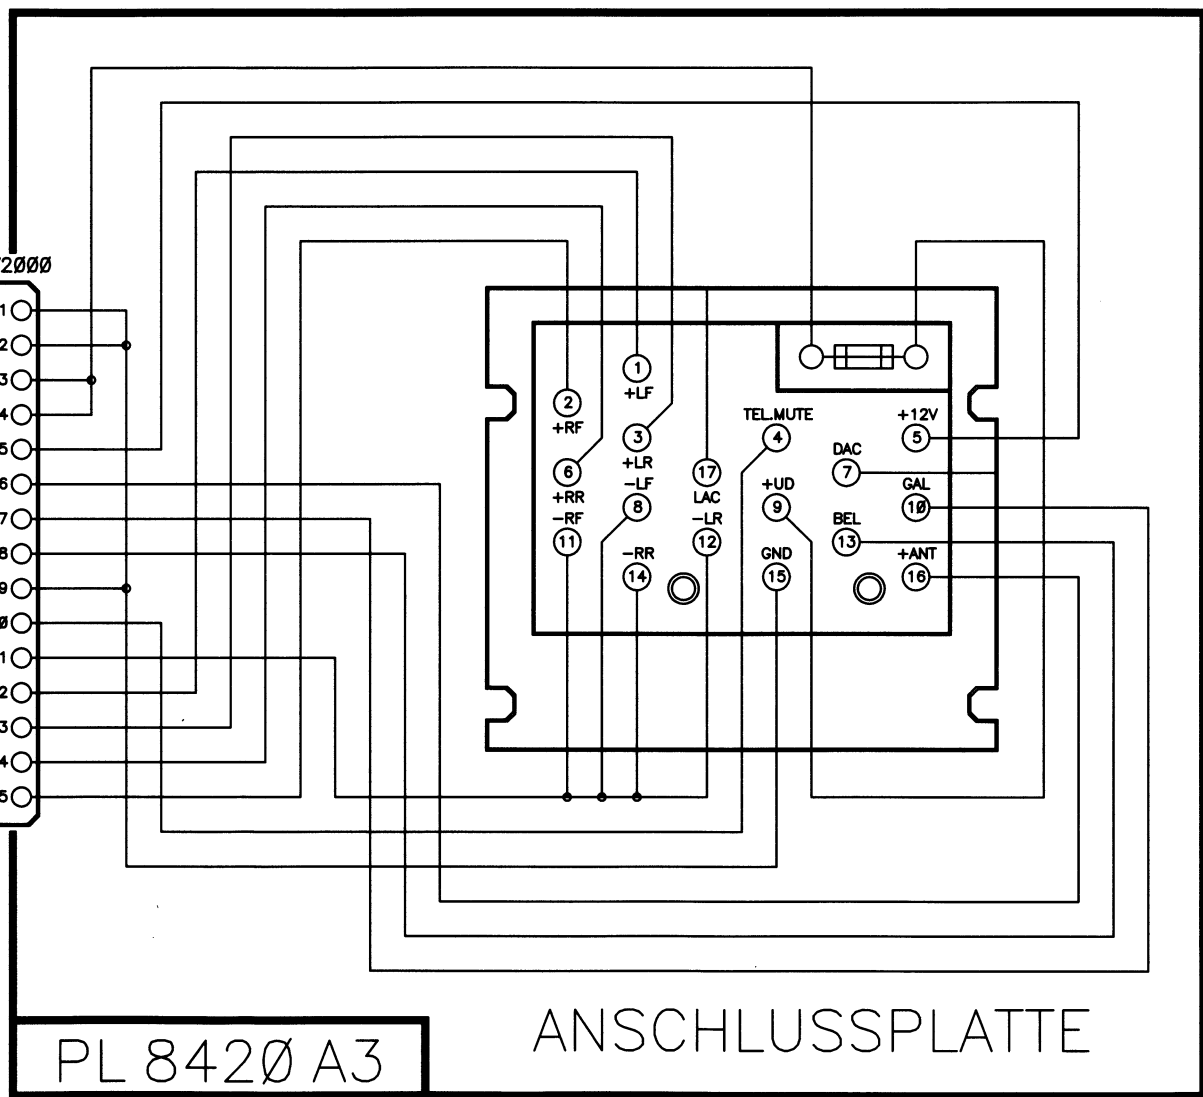 /2000
1
2
3
4
5
6
7
8
9
0
1
2
3
4
5
1
+LF
2
+RF
3
+LR
TEL.MUTE
4
+12V
5
6
+RR
17
LAC
DAC
7
-LF
8
+UD
9
GAL
10
-RF
11
-LR
12
BEL
13
-RR
14
GND
15
+ANT
16
ANSCHLUSSPLATTE
PL 8420 A3